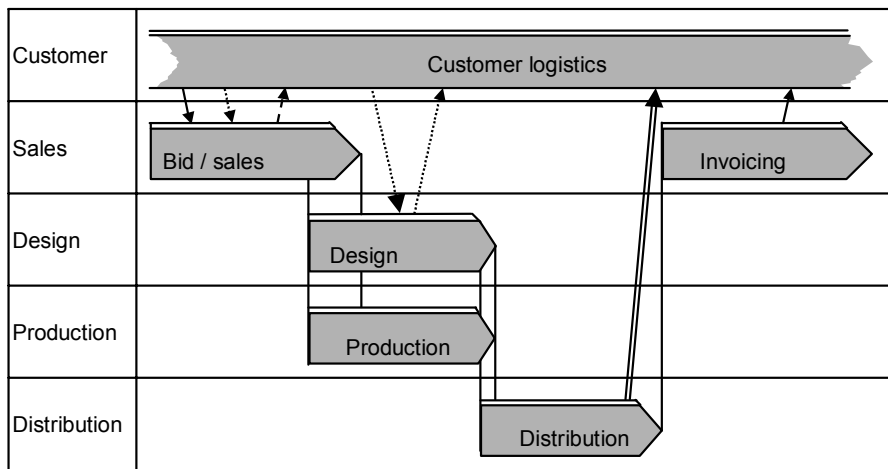 Customer
Customer logistics
Sales
Bid / sales
Invoicing
Design
Design
Production
Production
Distribution
Distribution